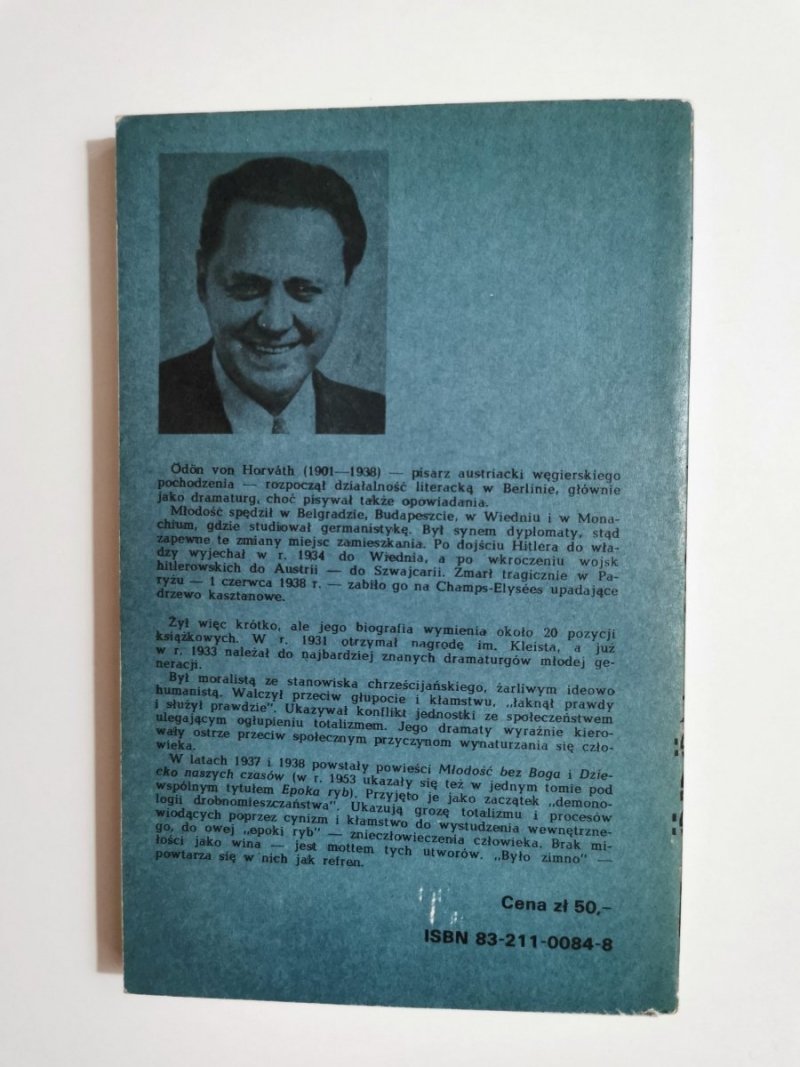 Ödön von Horváth (1901—1938) — pisarz austriacki węgierskiego
pochodzenia — rozpoczął działalność literacką w Berlinie, głównie
jako dramaturg, choć pisywał także opowiadania.
Młodość spędził w Belgradzie, Budapeszcie, w Wiedniu i w Mona-
chium, gdzie studiował germanistykę. Był synem dyplomaty, stąd
zapewne te zmiany miejsc zamieszkania. Po dojściu Hitlera do wła-
dzy wyjechał w r. 1934 do Wiednia, a po wkroczeniu wojsk
hitlerowskich do Austrii — do Szwajcarii. Zmarł tragicznie w Pa-
ryżu — 1 czerwca 1938 r. — zabiło go na Champs-Elysées upadające
drzewo kasztanowe.
Żył więc krótko, ale jego biografia wymienia około 20 pozycji
książkowych. W r. 1931 otrzymał nagrodę im. Kleista, a już
w r. 1933 należał do najbardziej znanych dramaturgów młodej ge-
neracji.
Był moralistą ze stanowiska chrześcijańskiego, żarliwym ideowo
humanistą. Walczył przeciw głupocie i kłamstwu, „łaknął prawdy
i służył prawdzie”. Ukazywał konflikt jednostki ze społeczeństwem
ulegającym ogłupieniu totalizmem. Jego dramaty wyraźnie kiero-
wały ostrze przeciw społecznym przyczynom wynaturzania się czło-
wieka.
W latach 1937 i 1938 powstały powieści Młodość bez Boga i Dzie-
cko naszych czasów (w r. 1953 ukazały się też w jednym tomie pod
wspólnym tytułem Epoka ryb). Przyjęto je jako zaczątek „demono-
logii drobnomieszczaństwa”. Ukazują grozę totalizmu i procesów
wiodących poprzez cynizm i kłamstwo do wystudzenia wewnętrzne-
go, do owej „epoki ryb” — znieczłowieczenia człowieka. Brak mi-
łości jako wina — jest mottem tych utworów. „Było zimno” —
powtarza się w nich jak refren.
Cena zł 50,-
ISBN 83-211-0084-8